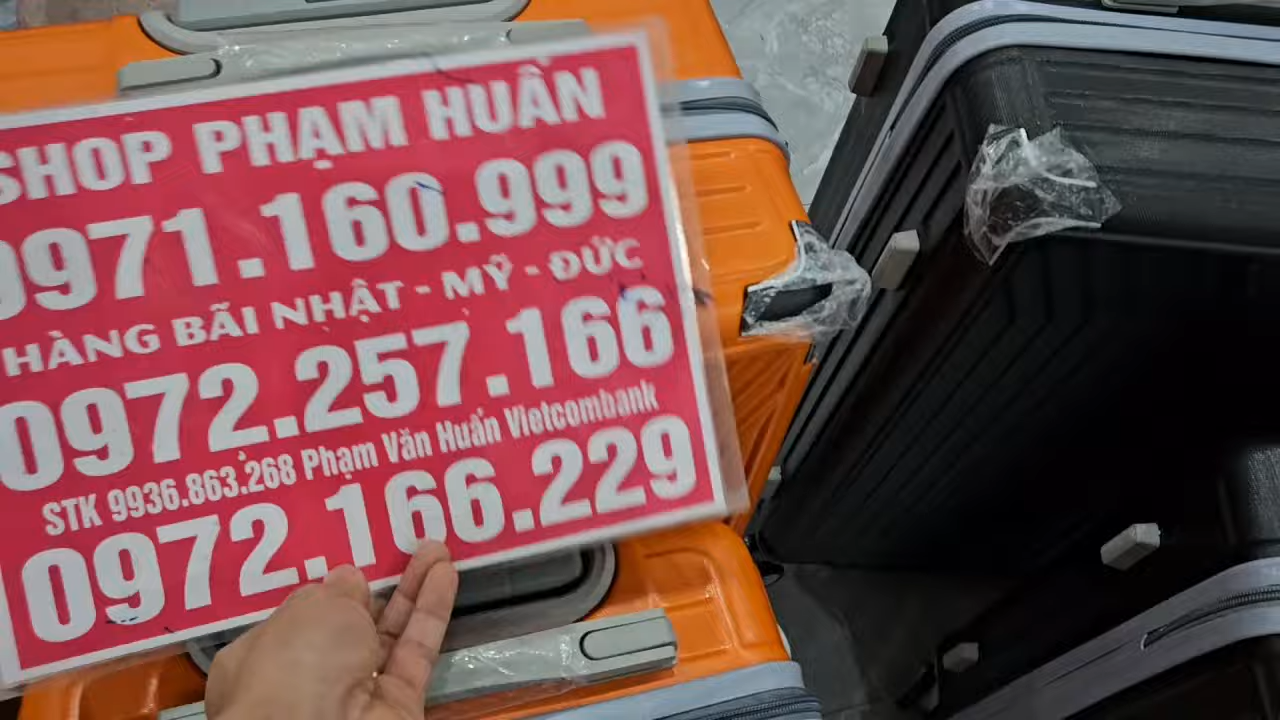 SHOP PHẠM HUẤN
0971.160.999
HÀNG BÃI NHẬT - MỸ - ĐỨC
0972.257.166
STK 9936.863.268 Phạm Văn Huấn Vietcombank
0972.166.229